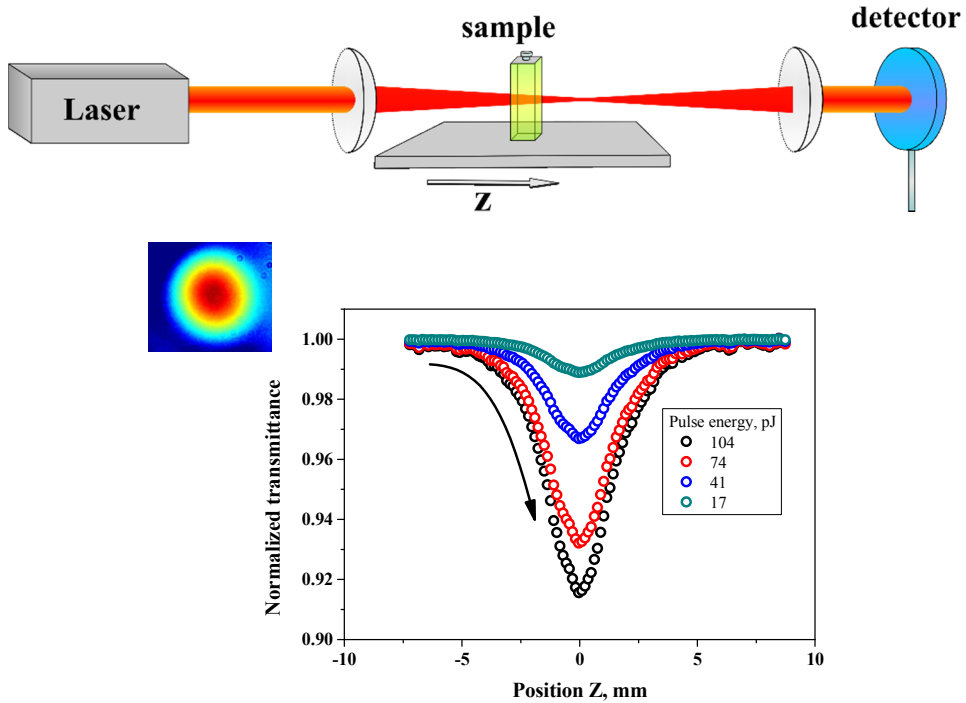 sample
detector
Laser
Z
1.00
0.98
0.96
0.94
0.92
0.90
Normalized transmittance
Pulse energy, pJ
104
74
41
17
-10
-5
0
5
10
Position Z, mm